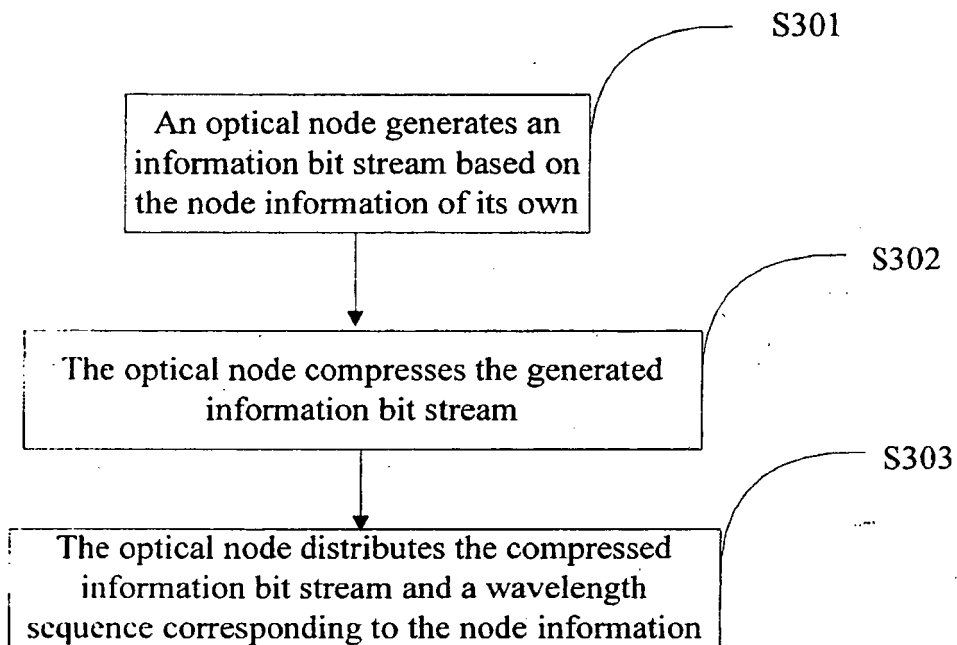 S301
An optical node generates an
information bit stream based on
the node information of its own
S302
The optical node compresses the generated
information bit stream
S303
The optical node distributes the compressed
information bit stream and a wavelength
sequence corresponding to the node information